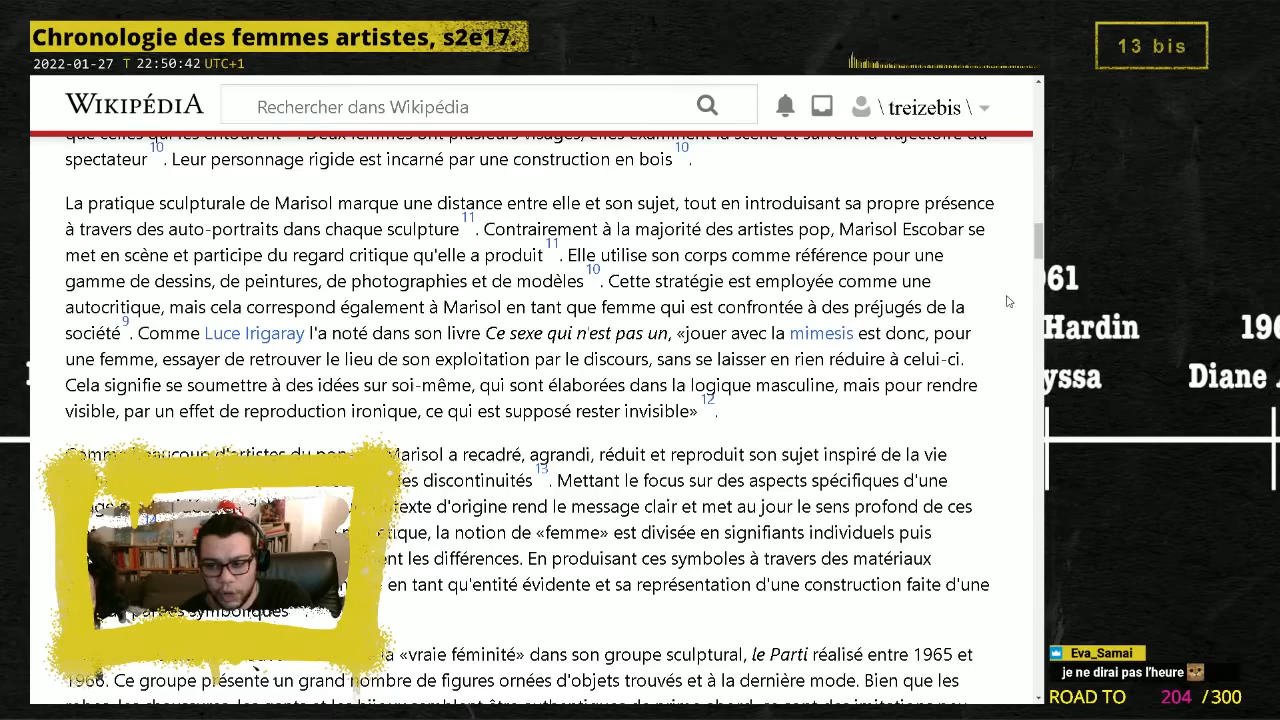 Chronologie des femmes artistes, s2e17.
2022-01-27 T 22:50:42 UTC+1
13 bis
WIKIPÉDIA
Rechercher dans Wikipédia
\ treizebis \
spectateur 10. Leur personnage rigide est incarné par une construction en bois 10.
La pratique sculpturale de Marisol marque une distance entre elle et son sujet, tout en introduisant sa propre présence
à travers des auto-portraits dans chaque sculpture 11. Contrairement à la majorité des artistes pop, Marisol Escobar se
met en scène et participe du regard critique qu'elle a produit 11. Elle utilise son corps comme référence pour une
gamme de dessins, de peintures, de photographies et de modèles 10. Cette stratégie est employée comme une
autocritique, mais cela correspond également à Marisol en tant que femme qui est confrontée à des préjugés de la
société 9. Comme Luce Irigaray l'a noté dans son livre Ce sexe qui n'est pas un, «jouer avec la mimesis est donc, pour
une femme, essayer de retrouver le lieu de son exploitation par le discours, sans se laisser en rien réduire à celui-ci.
Cela signifie se soumettre à des idées sur soi-même, qui sont élaborées dans la logique masculine, mais pour rendre
visible, par un effet de reproduction ironique, ce qui est supposé rester invisible» 12.
Marisol a recadré, agrandi, réduit et reproduit son sujet inspiré de la vie
discontinuités 13. Mettant le focus sur des aspects spécifiques d'une
d'origine rend le message clair et met au jour le sens profond de ces
la notion de «femme» est divisée en signifiants individuels puis
les différences. En produisant ces symboles à travers des matériaux
en tant qu'entité évidente et sa représentation d'une construction faite d'une
symboliques
«vraie féminité» dans son groupe sculptural, le Parti réalisé entre 1965 et
1966. Ce groupe présente un grand nombre de figures ornées d'objets trouvés et à la dernière mode. Bien que les
Hardin
Diane
Eva_Samai
je ne dirai pas l'heure
ROAD TO 204 /300